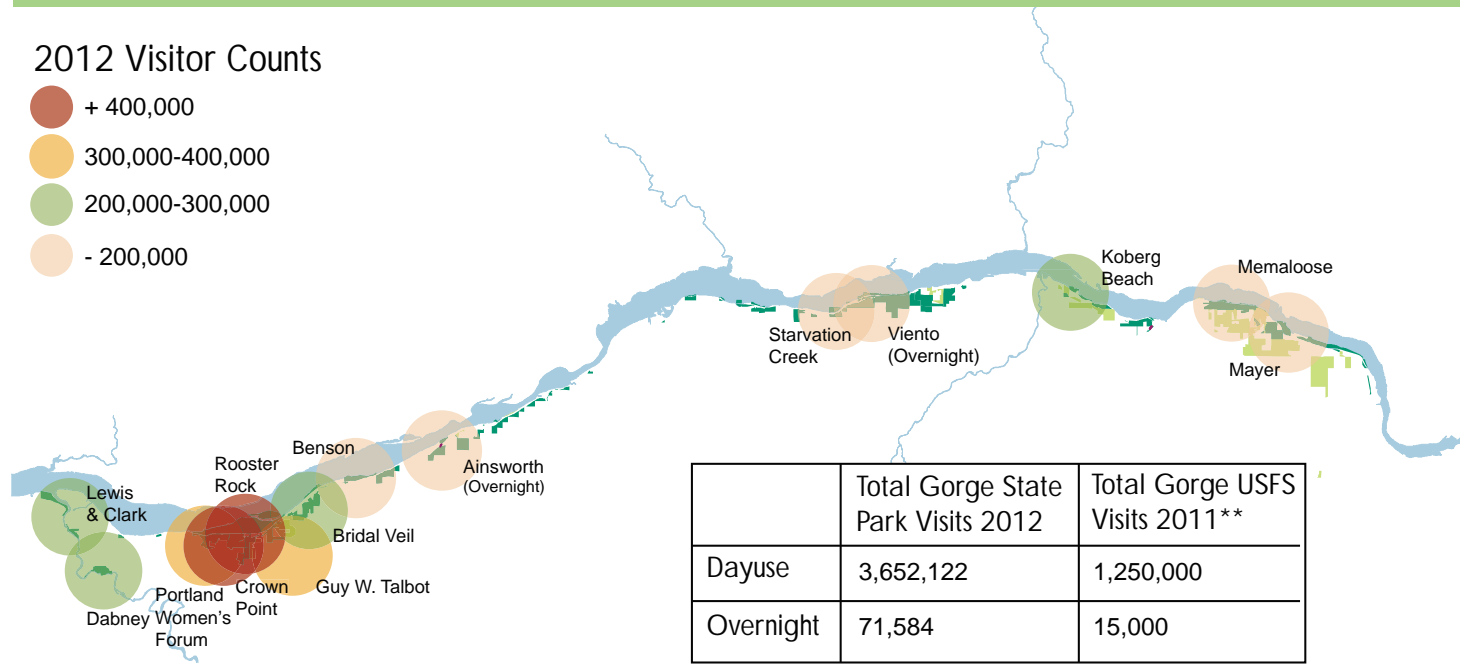 2012 Visitor Counts
+ 400,000
300,000-400,000
200,000-300,000
- 200,000
Koberg
Beach
Memaloose
Starvation
Creek
Viento
(Overnight)
Mayer
Benson
Rooster
Rock
Ainsworth
(Overnight)
Lewis
& Clark
Bridal Veil
Guy W. Talbot
Crown
Point
Portland
Women's
Forum
Dabney
Total Gorge State
Park Visits 2012
Total Gorge USFS
Visits 2011**
Dayuse
3,652,122
1,250,000
Overnight
71,584
15,000